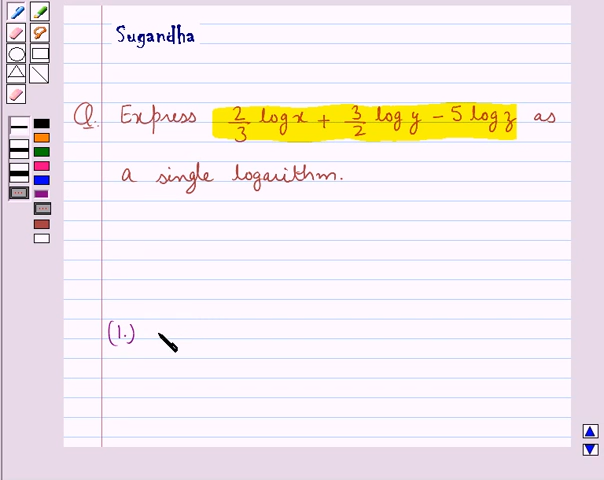 Sugandha
Q. Express 2/3 log x + 3/2 log y - 5 log z as
a single logarithm.
(1.)